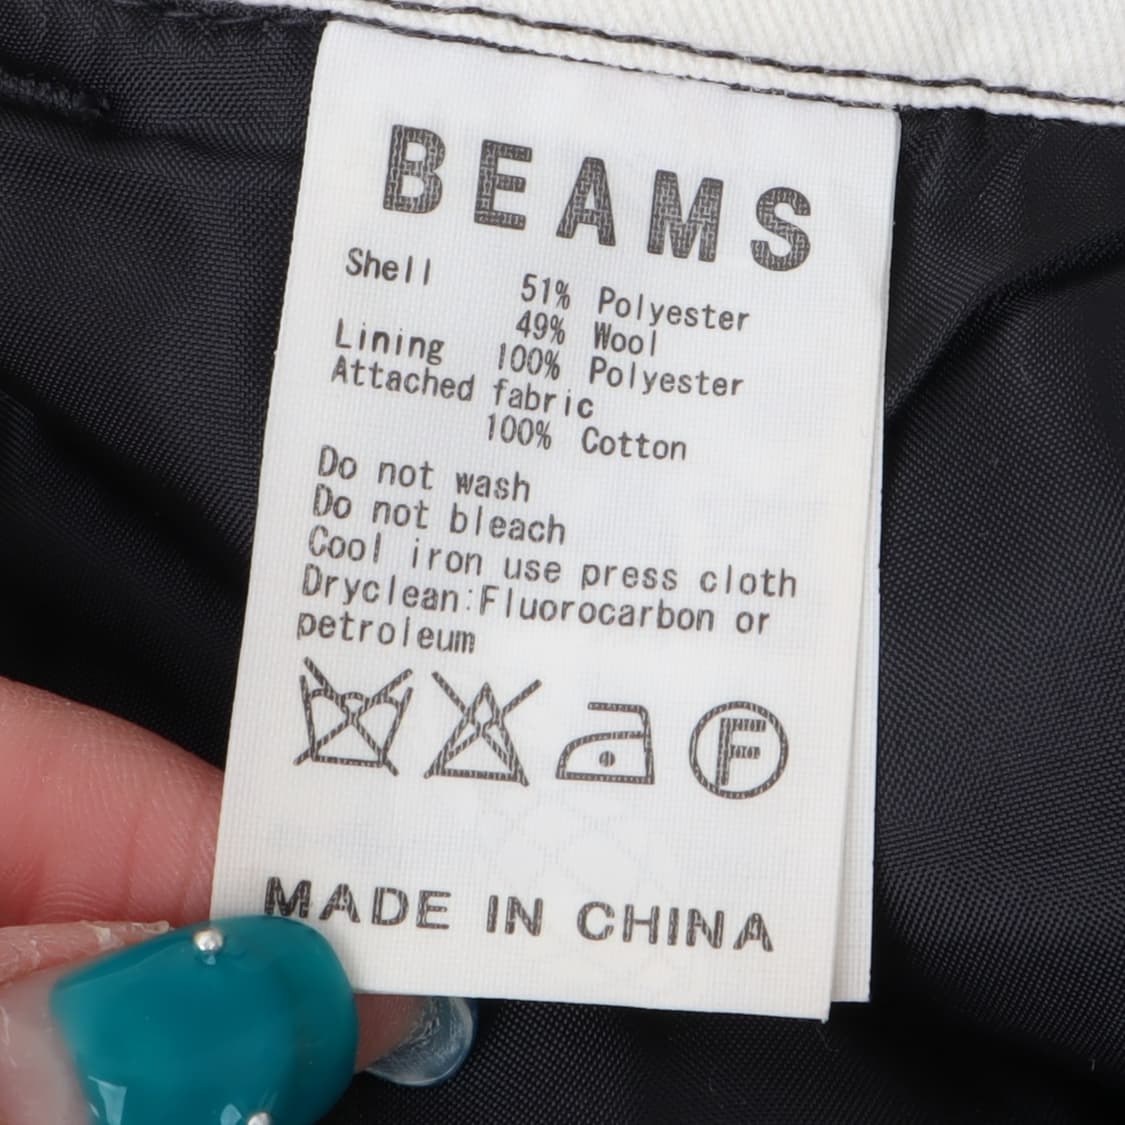 BEAMS
Shell 51% Polyester
49% Wool
Lining 100% Polyester
Attached fabric
100% Cotton
Do not wash
Do not bleach
Cool iron use press cloth
Dryclean:Fluorocarbon or
petroleum
F
MADE IN CHINA